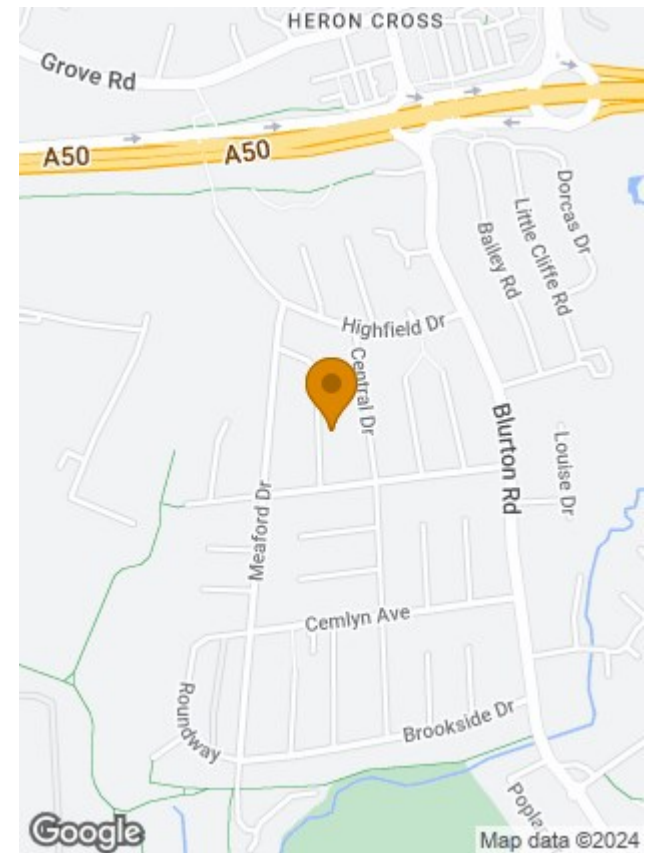 HERON CROSS
Grove Rd
A50
A50
Dorcas Dr
Little Cliffe Rd
Bailey Rd
Highfield Dr
Central Dr
Blurton Rd
Louise Dr
Meaford Dr
Cemlyn Ave
Roundway
Brookside Dr
Google
Map data ©2024